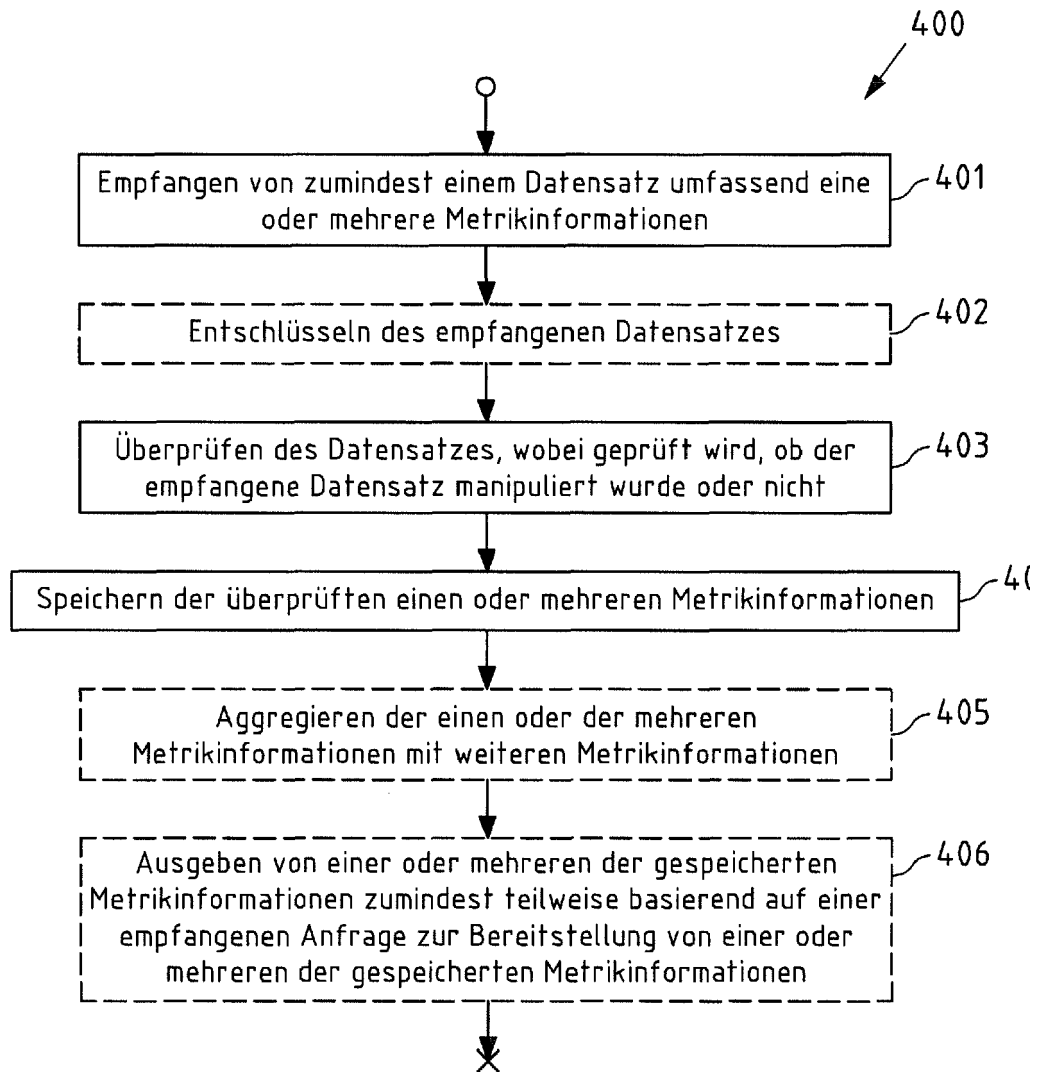 400
Empfangen von zumindest einem Datensatz umfassend eine
oder mehrere Metrikinformationen
401
Entschlüsseln des empfangenen Datensatzes
402
Überprüfen des Datensatzes, wobei geprüft wird, ob der
empfangene Datensatz manipuliert wurde oder nicht
403
Speichern der überprüften einen oder mehreren Metrikinformationen
Aggregieren der einen oder der mehreren
Metrikinformationen mit weiteren Metrikinformationen
405
Ausgeben von einer oder mehreren der gespeicherten
Metrikinformationen zumindest teilweise basierend auf einer
empfangenen Anfrage zur Bereitstellung von einer oder
mehreren der gespeicherten Metrikinformationen
406